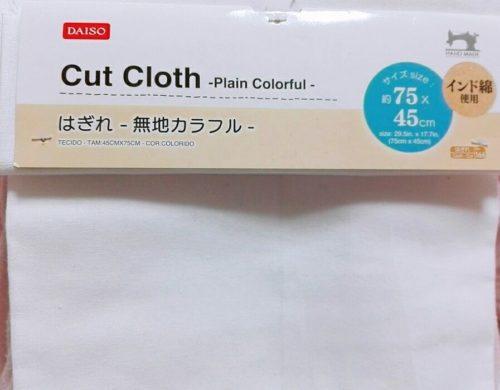 DAISO
Cut Cloth -Plain Colorful -
はぎれ - 無地カラフル -
TECIDO - TAM:45CMX75CM - COR:COLORIDO
サイズ size :
約 75 x
45cm
size: 29.5in. x 17.7in.
(75cm x 45cm)
インド綿
使用
HAND MADE